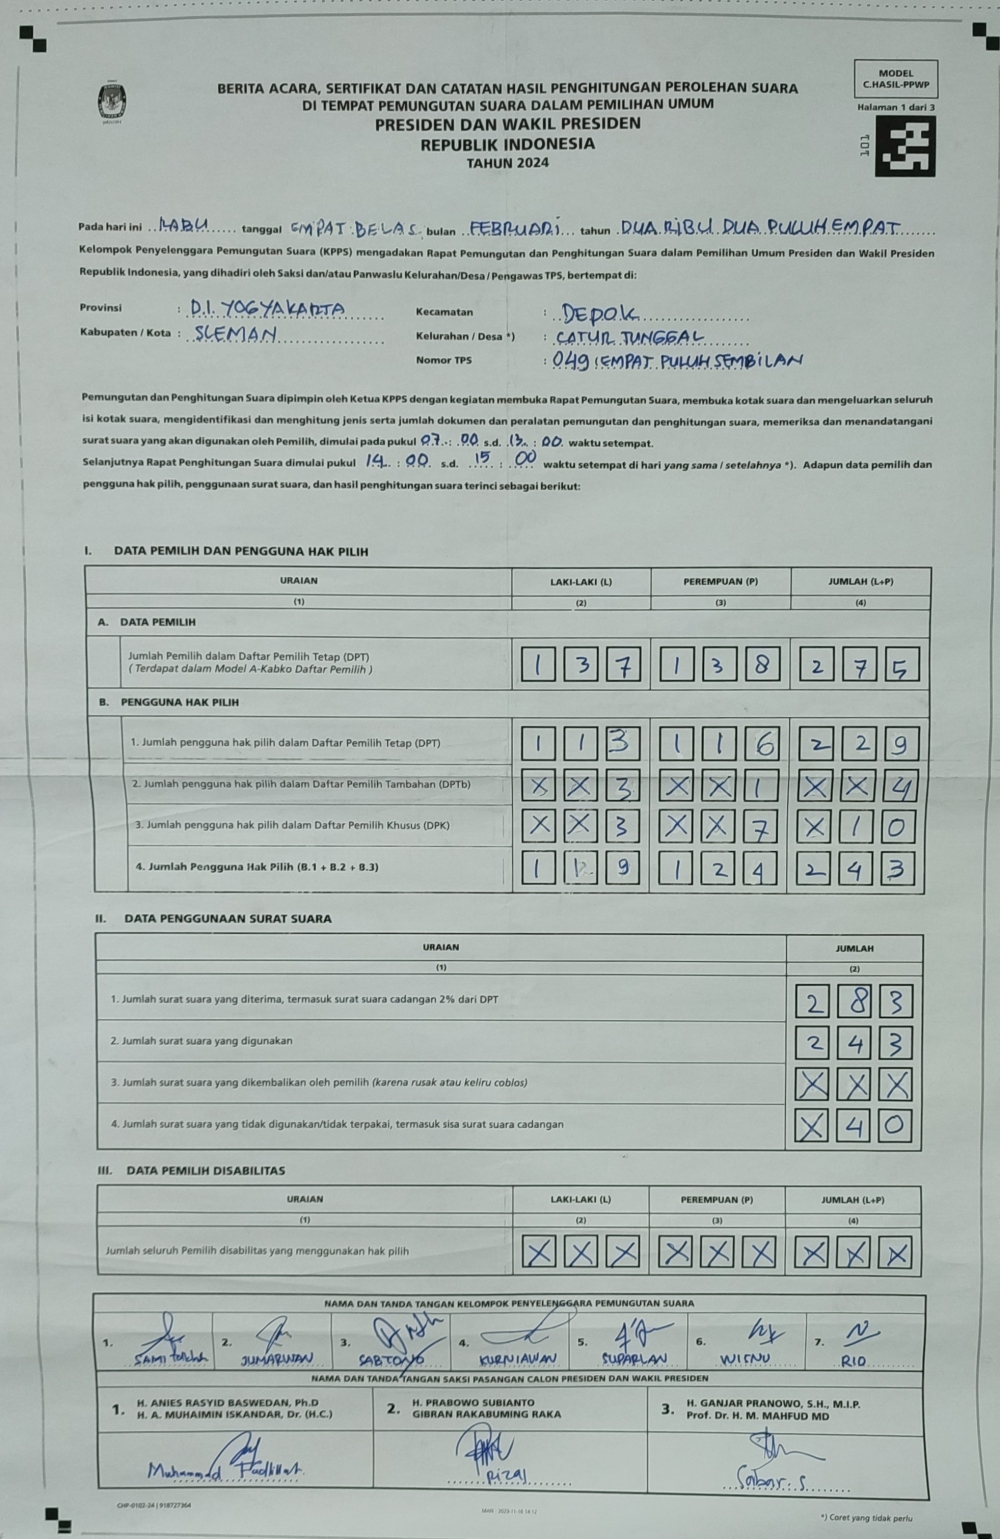 MODEL
C.HASIL-PPWP
Halaman 1 dari 3
101
BERITA ACARA, SERTIFIKAT DAN CATATAN HASIL PENGHITUNGAN PEROLEHAN SUARA
DI TEMPAT PEMUNGUTAN SUARA DALAM PEMILIHAN UMUM
PRESIDEN DAN WAKIL PRESIDEN
REPUBLIK INDONESIA
TAHUN 2024
Pada hari ini RABU tanggal EMPAT BELAS bulan FEBRUARI tahun DUA RIBU DUA PULUH EMPAT
Kelompok Penyelenggara Pemungutan Suara (KPPS) mengadakan Rapat Pemungutan dan Penghitungan Suara dalam Pemilihan Umum Presiden dan Wakil Presiden
Republik Indonesia, yang dihadiri oleh Saksi dan/atau Panwaslu Kelurahan/Desa / Pengawas TPS, bertempat di:
Provinsi : D.I. YOGYAKARTA Kecamatan : DEPOK
Kabupaten / Kota : SLEMAN Kelurahan / Desa *) : CATUR TUNGGAL
Nomor TPS : 049 (EMPAT PULUH SEMBILAN
Pemungutan dan Penghitungan Suara dipimpin oleh Ketua KPPS dengan kegiatan membuka Rapat Pemungutan Suara, membuka kotak suara dan mengeluarkan seluruh
isi kotak suara, mengidentifikasi dan menghitung jenis serta jumlah dokumen dan peralatan pemungutan dan penghitungan suara, memeriksa dan menandatangani
surat suara yang akan digunakan oleh Pemilih, dimulai pada pukul 07 : 00 s.d. 13 : 00 waktu setempat.
Selanjutnya Rapat Penghitungan Suara dimulai pukul 14 : 00 s.d. 15 : 00 waktu setempat di hari yang sama / setelahnya *). Adapun data pemilih dan
pengguna hak pilih, penggunaan surat suara, dan hasil penghitungan suara terinci sebagai berikut:
I. DATA PEMILIH DAN PENGGUNA HAK PILIH
URAIAN LAKI-LAKI (L) PEREMPUAN (P) JUMLAH (L+P)
(1) (2) (3) (4)
A. DATA PEMILIH
Jumlah Pemilih dalam Daftar Pemilih Tetap (DPT)
( Terdapat dalam Model A-Kabko Daftar Pemilih ) 1 3 7 1 3 8 2 7 5
B. PENGGUNA HAK PILIH
1. Jumlah pengguna hak pilih dalam Daftar Pemilih Tetap (DPT) 1 1 3 1 1 6 2 2 9
2. Jumlah pengguna hak pilih dalam Daftar Pemilih Tambahan (DPTb) X X 3 X X 1 X X 4
3. Jumlah pengguna hak pilih dalam Daftar Pemilih Khusus (DPK) X X 3 X X 7 X 1 0
4. Jumlah Pengguna Hak Pilih (B.1 + B.2 + B.3) 1 1 9 1 2 4 2 4 3
II. DATA PENGGUNAAN SURAT SUARA
URAIAN JUMLAH
(1) (2)
1. Jumlah surat suara yang diterima, termasuk surat suara cadangan 2% dari DPT 2 8 3
2. Jumlah surat suara yang digunakan 2 4 3
3. Jumlah surat suara yang dikembalikan oleh pemilih (karena rusak atau keliru coblos) X X X
4. Jumlah surat suara yang tidak digunakan/tidak terpakai, termasuk sisa surat suara cadangan X 4 0
III. DATA PEMILIH DISABILITAS
URAIAN LAKI-LAKI (L) PEREMPUAN (P) JUMLAH (L+P)
(1) (2) (3) (4)
Jumlah seluruh Pemilih disabilitas yang menggunakan hak pilih X X X X X X X X X
NAMA DAN TANDA TANGAN KELOMPOK PENYELENGGARA PEMUNGUTAN SUARA
1. 2. 3. 4. 5. 6. 7.
SAMI JUMARWAN SABTONO KURNIAWAN SUPARLAN WISNU RIO
NAMA DAN TANDA TANGAN SAKSI PASANGAN CALON PRESIDEN DAN WAKIL PRESIDEN
1. H. ANIES RASYID BASWEDAN, Ph.D
H. A. MUHAIMIN ISKANDAR, Dr. (H.C.)
2. H. PRABOWO SUBIANTO
GIBRAN RAKABUMING RAKA
3. H. GANJAR PRANOWO, S.H., M.I.P.
Prof. Dr. H. M. MAHFUD MD
Muhammad Rizal Sabar. S
CHP-0102-34 | 918727364
*) Coret yang tidak perlu